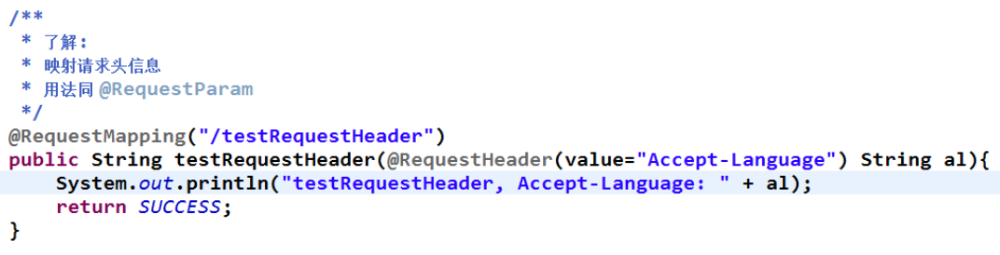 /**
 * 了解:
 * 映射请求头信息
 * 用法同 @RequestParam
 */
@RequestMapping("/testRequestHeader")
public String testRequestHeader(@RequestHeader(value="Accept-Language") String al){
    System.out.println("testRequestHeader, Accept-Language: " + al);
    return SUCCESS;
}